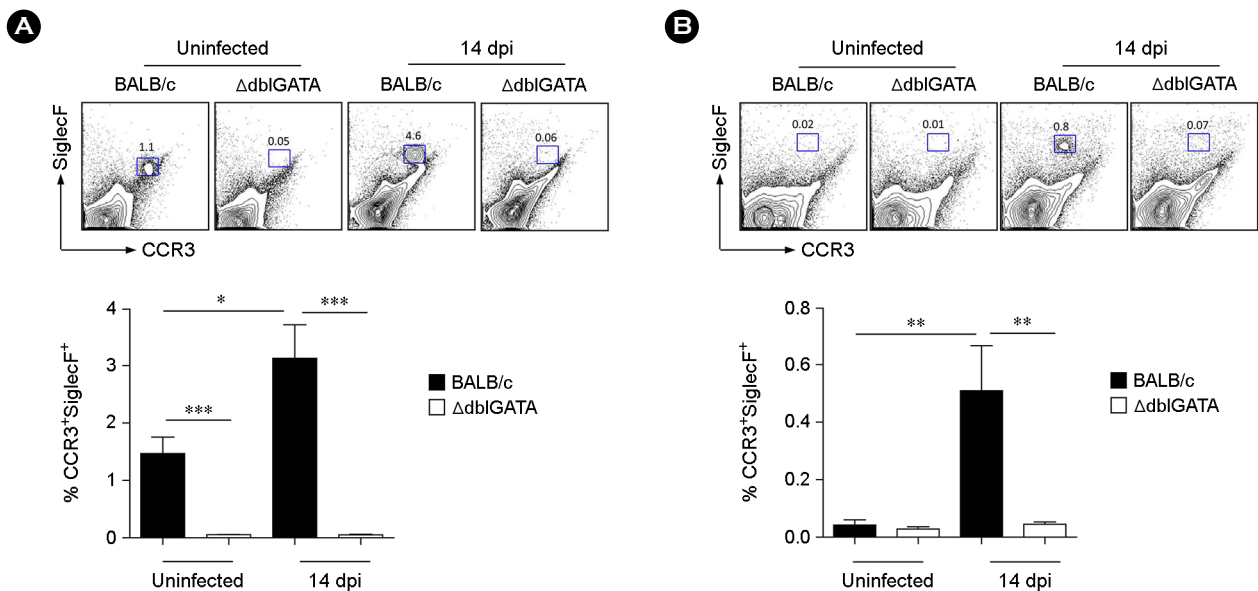 A
Uninfected 14 dpi
BALB/c ΔdblGATA BALB/c ΔdblGATA
SiglecF
1.1 0.05 4.6 0.06
CCR3
% CCR3⁺SiglecF⁺
4
3
2
1
0
* ***
***
BALB/c
ΔdblGATA
Uninfected 14 dpi
B
Uninfected 14 dpi
BALB/c ΔdblGATA BALB/c ΔdblGATA
SiglecF
0.02 0.01 0.8 0.07
CCR3
% CCR3⁺SiglecF⁺
0.8
0.6
0.4
0.2
0.0
** **
BALB/c
ΔdblGATA
Uninfected 14 dpi